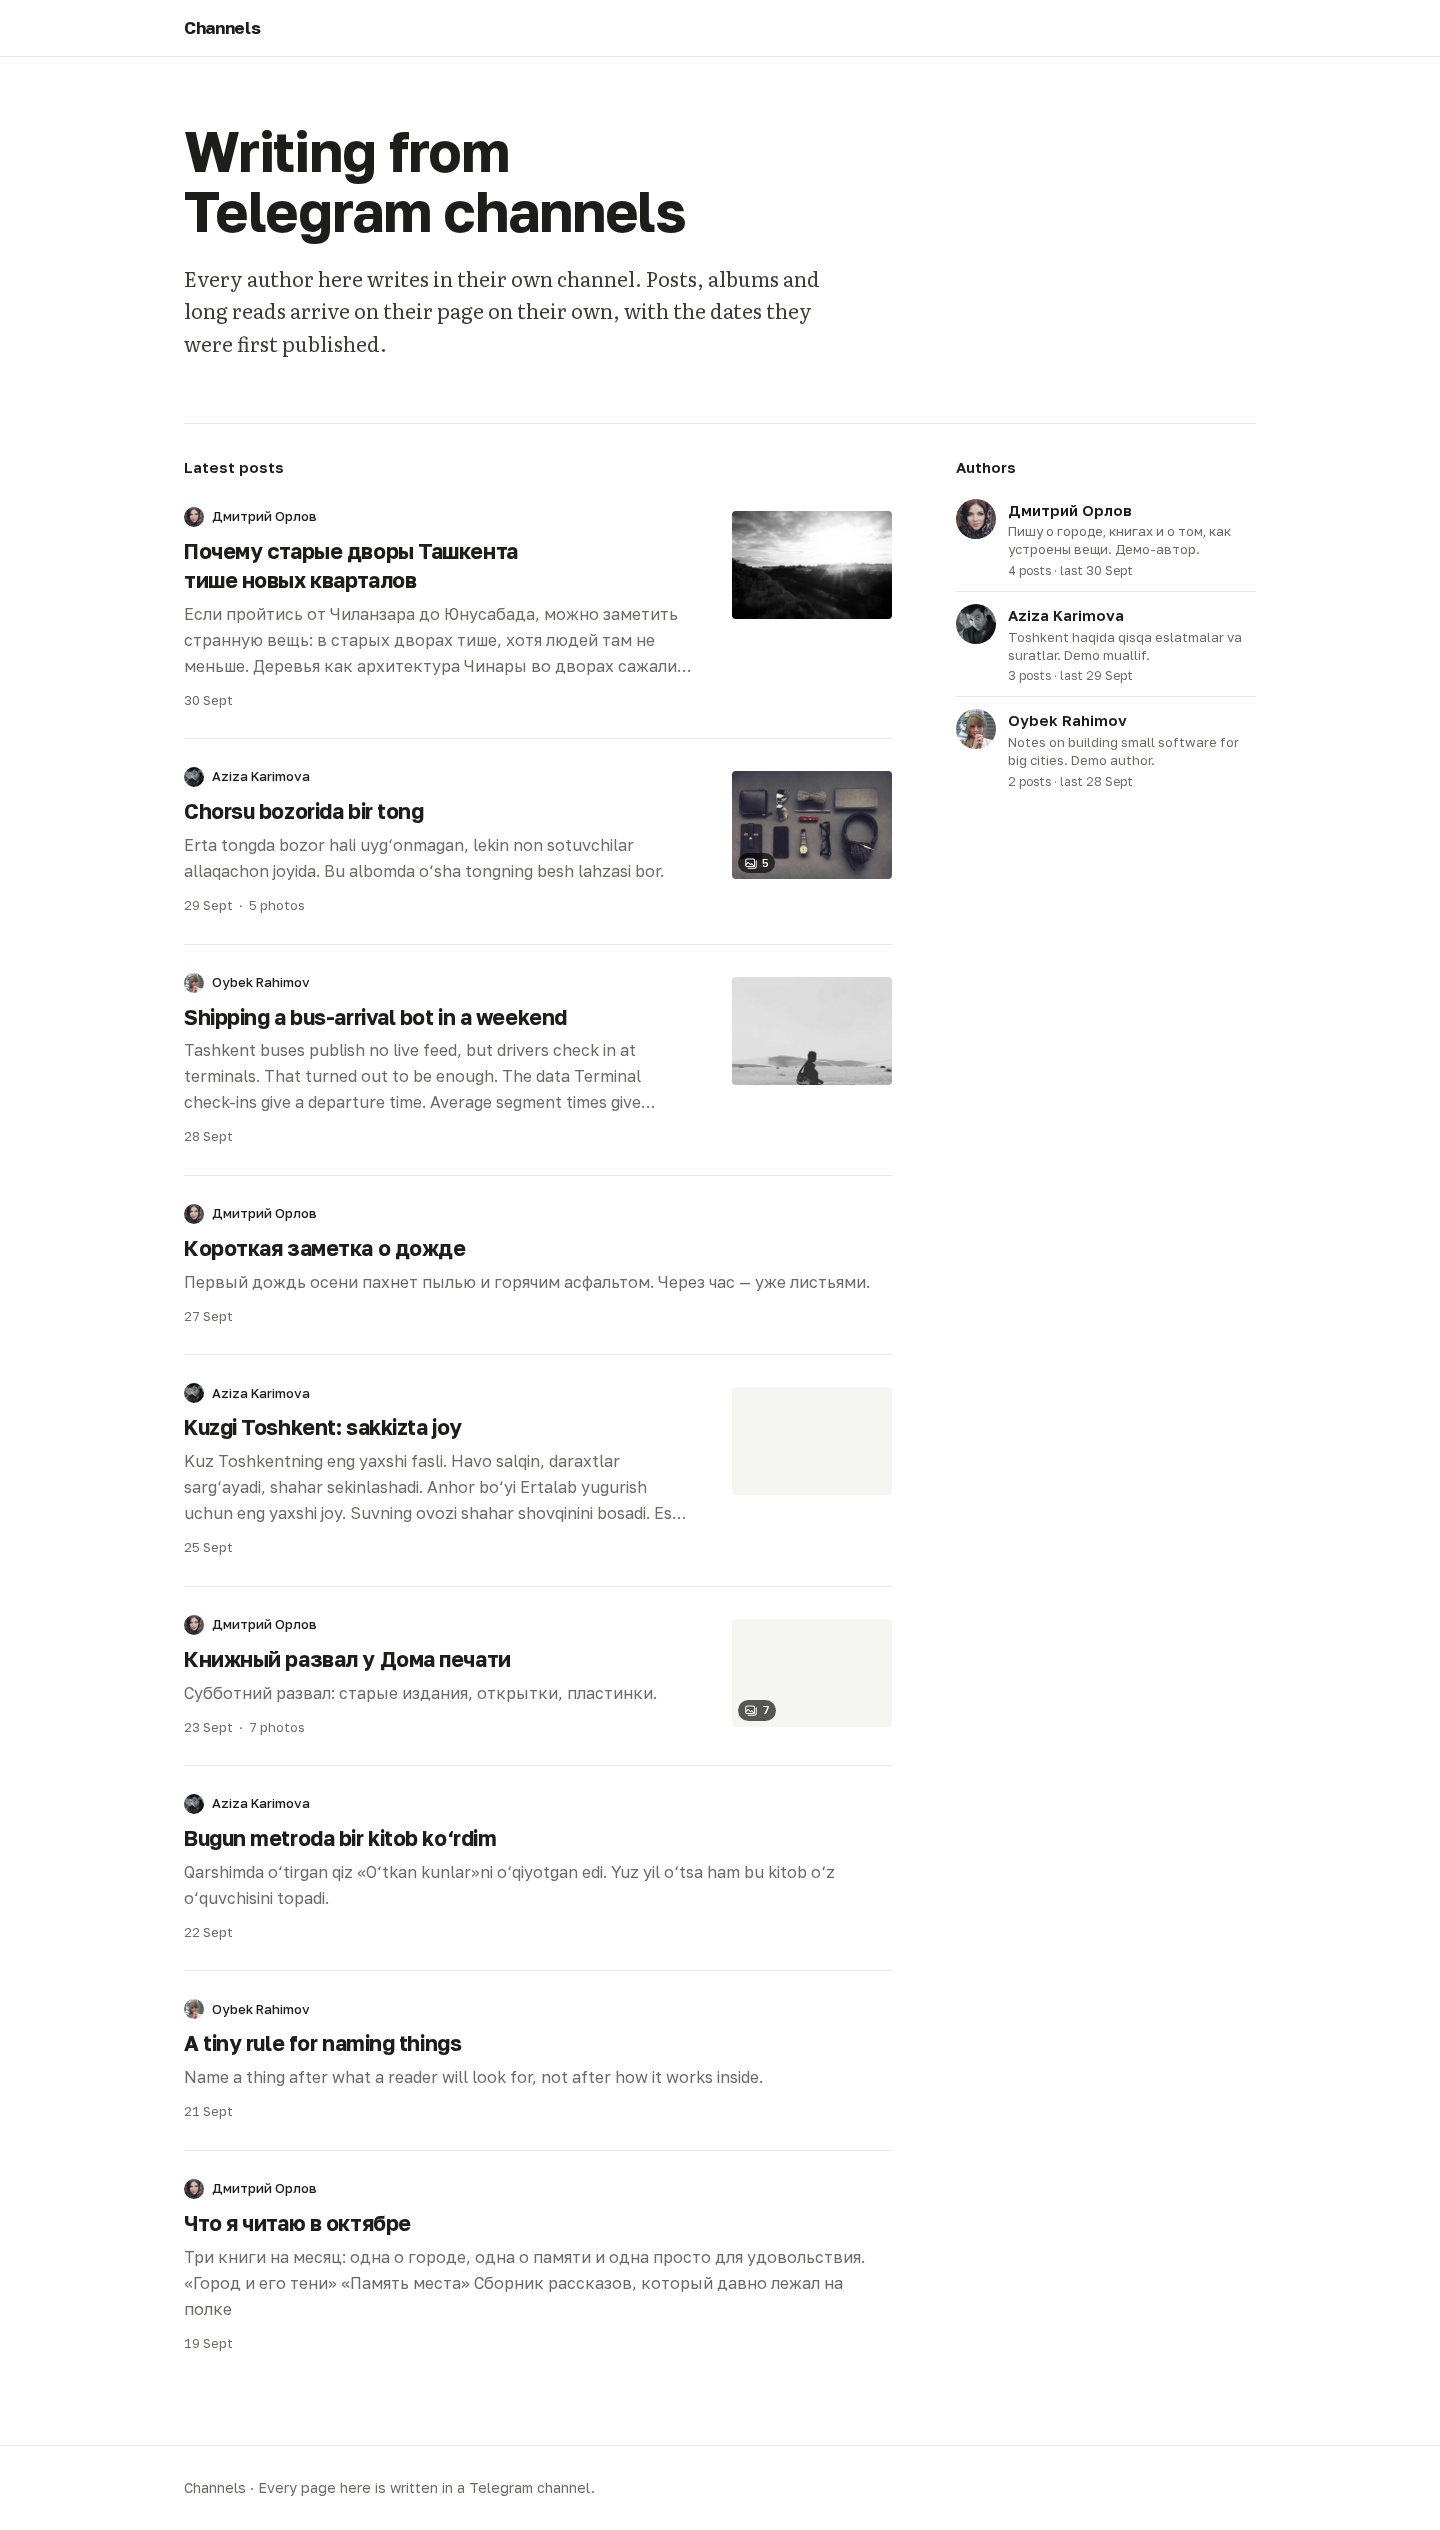 Channels
Writing from
Telegram channels
Every author here writes in their own channel. Posts, albums and
long reads arrive on their page on their own, with the dates they
were first published.
Latest posts
Дмитрий Орлов
Почему старые дворы Ташкента
тише новых кварталов
Если пройтись от Чиланзара до Юнусабада, можно заметить
странную вещь: в старых дворах тише, хотя людей там не
меньше. Деревья как архитектура Чинары во дворах сажали…
30 Sept
Aziza Karimova
Chorsu bozorida bir tong
Erta tongda bozor hali uygʻonmagan, lekin non sotuvchilar
allaqachon joyida. Bu albomda oʻsha tongning besh lahzasi bor.
29 Sept · 5 photos
5
Oybek Rahimov
Shipping a bus-arrival bot in a weekend
Tashkent buses publish no live feed, but drivers check in at
terminals. That turned out to be enough. The data Terminal
check-ins give a departure time. Average segment times give…
28 Sept
Дмитрий Орлов
Короткая заметка о дожде
Первый дождь осени пахнет пылью и горячим асфальтом. Через час — уже листьями.
27 Sept
Aziza Karimova
Kuzgi Toshkent: sakkizta joy
Kuz Toshkentning eng yaxshi fasli. Havo salqin, daraxtlar
sargʻayadi, shahar sekinlashadi. Anhor boʻyi Ertalab yugurish
uchun eng yaxshi joy. Suvning ovozi shahar shovqinini bosadi. Es…
25 Sept
Дмитрий Орлов
Книжный развал у Дома печати
Субботний развал: старые издания, открытки, пластинки.
23 Sept · 7 photos
7
Aziza Karimova
Bugun metroda bir kitob koʻrdim
Qarshimda oʻtirgan qiz «Oʻtkan kunlar»ni oʻqiyotgan edi. Yuz yil oʻtsa ham bu kitob oʻz
oʻquvchisini topadi.
22 Sept
Oybek Rahimov
A tiny rule for naming things
Name a thing after what a reader will look for, not after how it works inside.
21 Sept
Дмитрий Орлов
Что я читаю в октябре
Три книги на месяц: одна о городе, одна о памяти и одна просто для удовольствия.
«Город и его тени» «Память места» Сборник рассказов, который давно лежал на
полке
19 Sept
Authors
Дмитрий Орлов
Пишу о городе, книгах и о том, как
устроены вещи. Демо-автор.
4 posts · last 30 Sept
Aziza Karimova
Toshkent haqida qisqa eslatmalar va
suratlar. Demo muallif.
3 posts · last 29 Sept
Oybek Rahimov
Notes on building small software for
big cities. Demo author.
2 posts · last 28 Sept
Channels · Every page here is written in a Telegram channel.